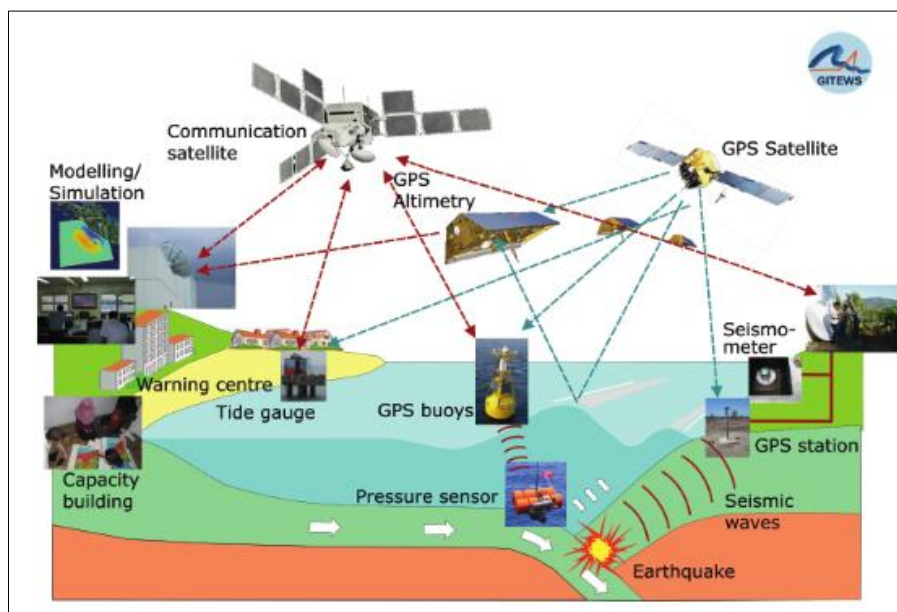 GITEWS
Communication
satellite
GPS Satellite
Modelling/
Simulation
GPS
Altimetry
Seismo-
meter
Warning centre
Tide gauge
GPS buoys
GPS station
Capacity
building
Pressure sensor
Seismic
waves
Earthquake